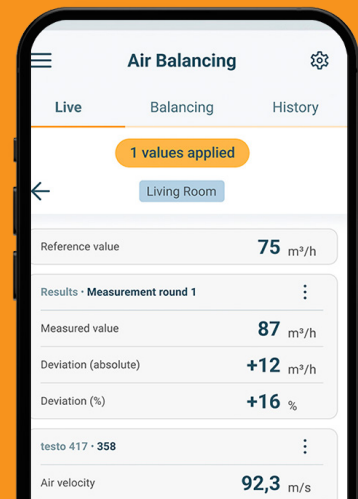 Air Balancing
Live Balancing History
1 values applied
Living Room
Reference value 75 m³/h
Results · Measurement round 1
Measured value 87 m³/h
Deviation (absolute) +12 m³/h
Deviation (%) +16 %
testo 417 · 358
Air velocity 92,3 m/s